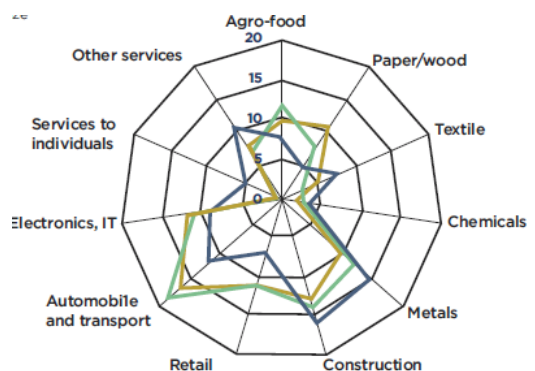 Agro-food
20
Other services
Paper/wood
15
10
Services to
individuals
Textile
5
0
Electronics, IT
Chemicals
Automobile
and transport
Metals
Retail
Construction